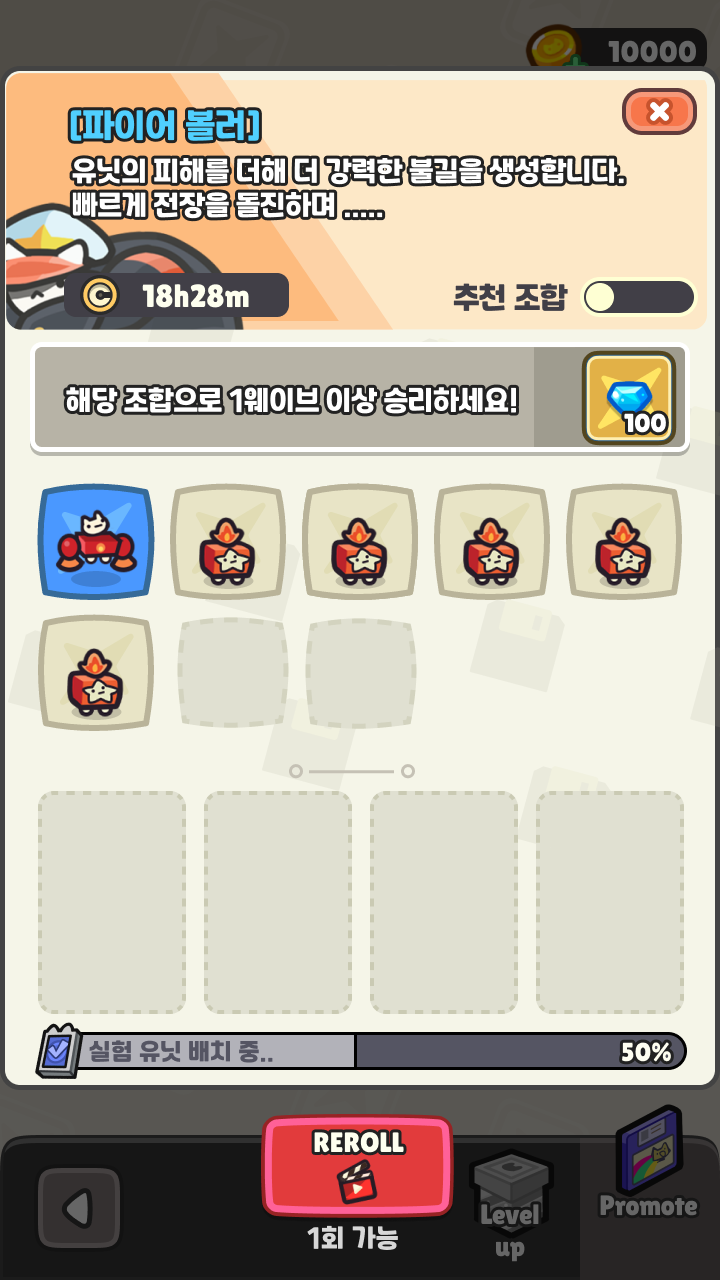 10000
[파이어 볼러]
유닛의 피해를 더해 더 강력한 불길을 생성합니다.
빠르게 전장을 돌진하며 .....
18h28m
추천 조합
해당 조합으로 1웨이브 이상 승리하세요!
100
실험 유닛 배치 중..
50%
REROLL
1회 가능
Level
up
Promote